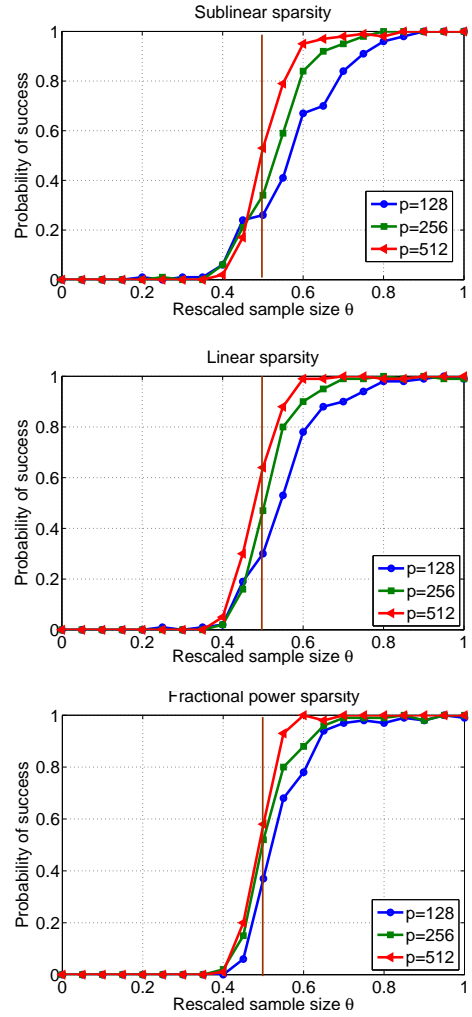 Sublinear sparsity
1
0.8
0.6
0.4
0.2
0
Probability of success
p=128
p=256
p=512
0 0.2 0.4 0.6 0.8 1
Rescaled sample size θ
Linear sparsity
1
0.8
0.6
0.4
0.2
0
Probability of success
p=128
p=256
p=512
0 0.2 0.4 0.6 0.8 1
Rescaled sample size θ
Fractional power sparsity
1
0.8
0.6
0.4
0.2
0
Probability of success
p=128
p=256
p=512
0 0.2 0.4 0.6 0.8 1
Rescaled sample size θ